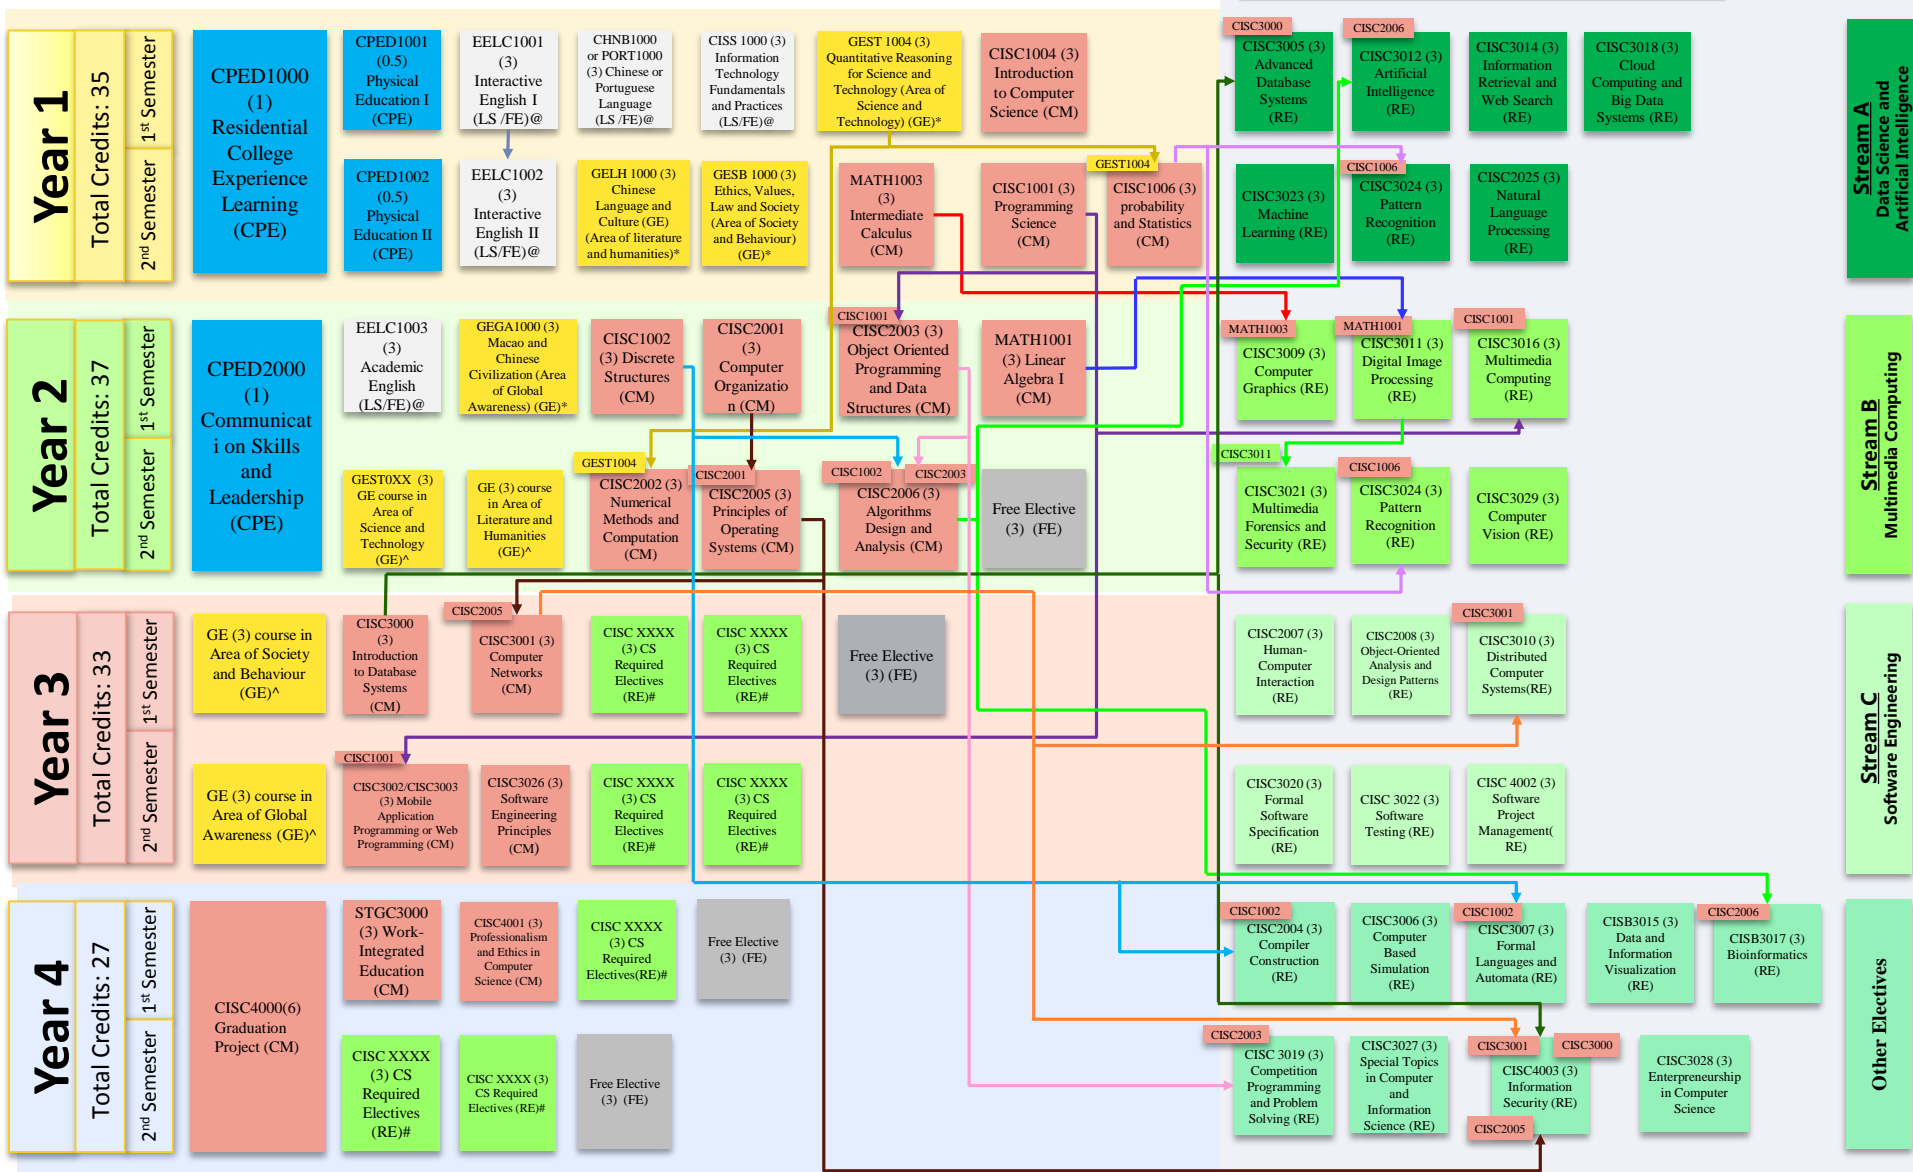 Year 1
Total Credits: 35
1st Semester
2nd Semester
CPED1000
(1)
Residential
College
Experience
Learning
(CPE)
CPED1001
(0.5)
Physical
Education I
(CPE)
EELC1001
(3)
Interactive
English I
(LS /FE)@
CHNB1000
or PORT1000
(3) Chinese or
Portuguese
Language
(LS /FE)@
CISS 1000 (3)
Information
Technology
Fundamentals
and Practices
(LS/FE)@
GEST 1004 (3)
Quantitative Reasoning
for Science and
Technology (Area of
Science and
Technology) (GE)*
CISC1004 (3)
Introduction
to Computer
Science (CM)
CPED1002
(0.5)
Physical
Education II
(CPE)
EELC1002
(3)
Interactive
English II
(LS/FE)@
GELH 1000 (3)
Chinese
Language and
Culture (GE)
(Area of literature
and humanities)*
GESB 1000 (3)
Ethics, Values,
Law and Society
(Area of Society
and Behaviour)
(GE)*
MATH1003
(3)
Intermediate
Calculus
(CM)
CISC1001 (3)
Programming
Science
(CM)
GEST1004
CISC1006 (3)
probability
and Statistics
(CM)
CISC3000
CISC3005 (3)
Advanced
Database
Systems
(RE)
CISC2006
CISC3012 (3)
Artificial
Intelligence
(RE)
CISC3014 (3)
Information
Retrieval and
Web Search
(RE)
CISC3018 (3)
Cloud
Computing and
Big Data
Systems (RE)
CISC3023 (3)
Machine
Learning (RE)
CISC1006
CISC3024 (3)
Pattern
Recognition
(RE)
CISC2025 (3)
Natural
Language
Processing
(RE)
Stream A
Data Science and
Artificial Intelligence
Year 2
Total Credits: 37
1st Semester
2nd Semester
CPED2000
(1)
Communicat
i on Skills
and
Leadership
(CPE)
EELC1003
(3)
Academic
English
(LS/FE)@
GEGA1000 (3)
Macao and
Chinese
Civilization (Area
of Global
Awareness) (GE)*
CISC1002
(3) Discrete
Structures
(CM)
CISC2001
(3)
Computer
Organizatio
n (CM)
CISC1001
CISC2003 (3)
Object Oriented
Programming
and Data
Structures (CM)
MATH1001
(3) Linear
Algebra I
(CM)
GEST0XX (3)
GE course in
Area of
Science and
Technology
(GE)^
GE (3) course
in Area of
Literature and
Humanities
(GE)^
GEST1004
CISC2002 (3)
Numerical
Methods and
Computation
(CM)
CISC2001
CISC2005 (3)
Principles of
Operating
Systems (CM)
CISC1002
CISC2003
CISC2006 (3)
Algorithms
Design and
Analysis (CM)
Free Elective
(3) (FE)
MATH1003
CISC3009 (3)
Computer
Graphics (RE)
MATH1001
CISC3011 (3)
Digital Image
Processing
(RE)
CISC1001
CISC3016 (3)
Multimedia
Computing
(RE)
CISC3011
CISC3021 (3)
Multimedia
Forensics and
Security (RE)
CISC1006
CISC3024 (3)
Pattern
Recognition
(RE)
CISC3029 (3)
Computer
Vision (RE)
Stream B
Multimedia Computing
Year 3
Total Credits: 33
1st Semester
2nd Semester
GE (3) course in
Area of Society
and Behaviour
(GE)^
CISC3000
(3)
Introduction
to Database
Systems
(CM)
CISC2005
CISC3001 (3)
Computer
Networks
(CM)
CISC XXXX
(3) CS
Required
Electives
(RE)#
CISC XXXX
(3) CS
Required
Electives
(RE)#
Free Elective
(3) (FE)
GE (3) course in
Area of Global
Awareness (GE)^
CISC1001
CISC3002/CISC3003
(3) Mobile
Application
Programming or Web
Programming (CM)
CISC3026 (3)
Software
Engineering
Principles
(CM)
CISC XXXX
(3) CS
Required
Electives
(RE)#
CISC XXXX
(3) CS
Required
Electives
(RE)#
CISC2007 (3)
Human-
Computer
Interaction
(RE)
CISC2008 (3)
Object-Oriented
Analysis and
Design Patterns
(RE)
CISC3001
CISC3010 (3)
Distributed
Computer
Systems(RE)
CISC3020 (3)
Formal
Software
Specification
(RE)
CISC 3022 (3)
Software
Testing (RE)
CISC 4002 (3)
Software
Project
Management(
RE)
Stream C
Software Engineering
Year 4
Total Credits: 27
1st Semester
2nd Semester
CISC4000(6)
Graduation
Project (CM)
STGC3000
(3) Work-
Integrated
Education
(CM)
CISC4001 (3)
Professionalism
and Ethics in
Computer
Science (CM)
CISC XXXX
(3) CS
Required
Electives(RE)#
Free Elective
(3) (FE)
CISC XXXX
(3) CS
Required
Electives
(RE)#
CISC XXXX (3)
CS Required
Electives (RE)#
Free Elective
(3) (FE)
CISC1002
CISC2004 (3)
Compiler
Construction
(RE)
CISC3006 (3)
Computer
Based
Simulation
(RE)
CISC1002
CISC3007 (3)
Formal
Languages and
Automata (RE)
CISB3015 (3)
Data and
Information
Visualization
(RE)
CISC2006
CISB3017 (3)
Bioinformatics
(RE)
CISC2003
CISC 3019 (3)
Competition
Programming
and Problem
Solving (RE)
CISC3027 (3)
Special Topics
in Computer
and
Information
Science (RE)
CISC3001
CISC3000
CISC4003 (3)
Information
Security (RE)
CISC2005
CISC3028 (3)
Enterpreneurship
in Computer
Science
Other Electives